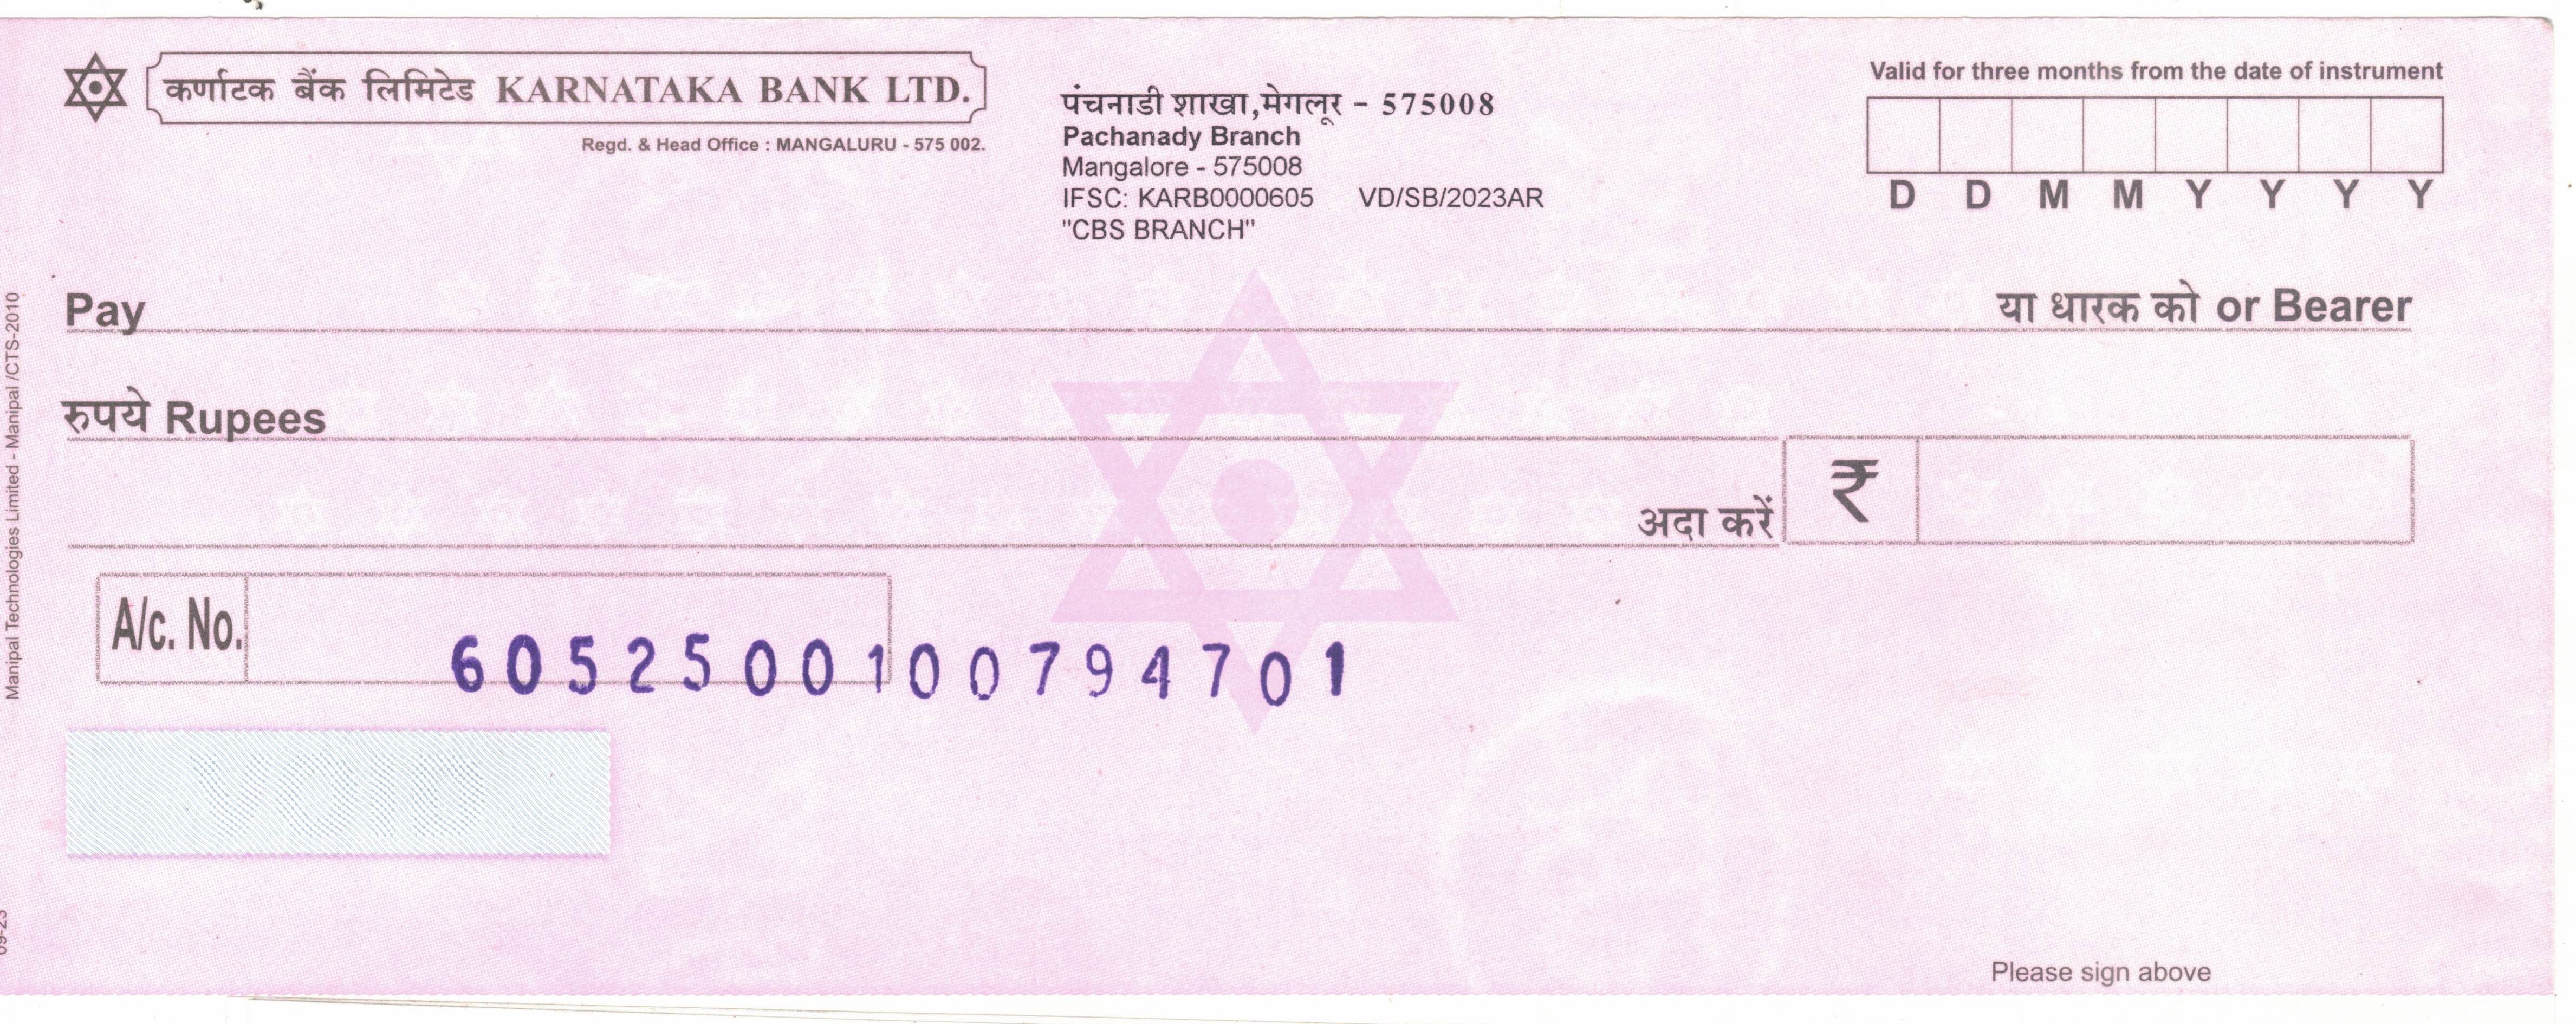 कर्णाटक बैंक लिमिटेड KARNATAKA BANK LTD.
Regd. & Head Office : MANGALURU - 575 002.
पंचनाडी शाखा,मेगलूर - 575008
Pachanady Branch
Mangalore - 575008
IFSC: KARB0000605 VD/SB/2023AR
"CBS BRANCH"
Valid for three months from the date of instrument
D D M M Y Y Y Y
Pay या धारक को or Bearer
रुपये Rupees
अदा करें ₹
A/c. No. 6052500100794701
VOID
Please sign above
Manipal Technologies Limited - Manipal /CTS-2010
09-23